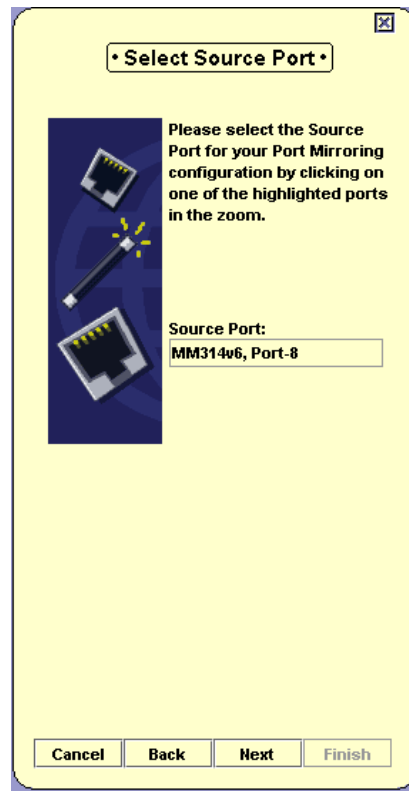 • Select Source Port •
Please select the Source
Port for your Port Mirroring
configuration by clicking on
one of the highlighted ports
in the zoom.
Source Port:
MM314v6, Port-8
Cancel Back Next Finish